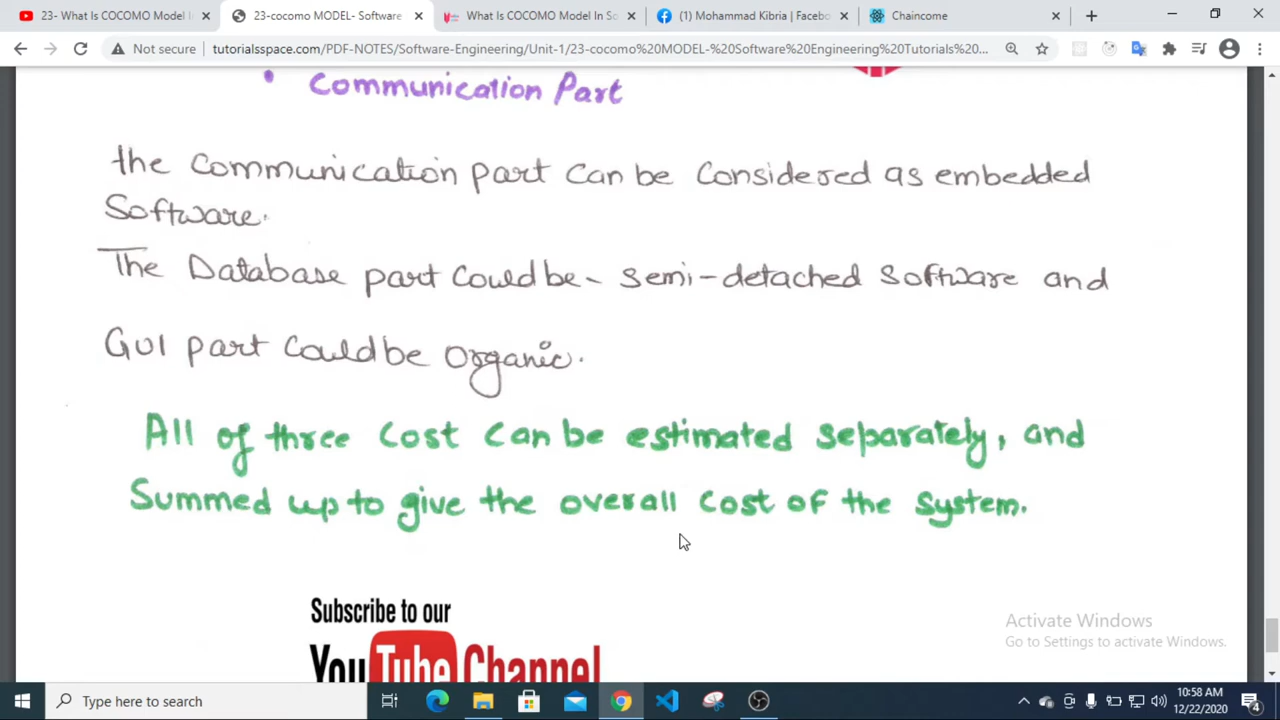 23- What Is COCOMO Model I
23-cocomo MODEL- Software
What Is COCOMO Model In So
(1) Mohammad Kibria | Facebo
Chaincome
Not secure
tutorialsspace.com/PDF-NOTES/Software-Engineering/Unit-1/23-cocomo%20MODEL-%20Software%20Engineering%20Tutorials%20...
• Communication Part
the Communication part Can be Considered as embedded
Software.
The Database part Could be - semi-detached Software and
GUI part Could be Organic.
All of three Cost Can be estimated separately, and
Summed up to give the overall Cost of the system.
Subscribe to our
YouTube Channel
Activate Windows
Go to Settings to activate Windows.
Type here to search
10:58 AM
12/22/2020
4